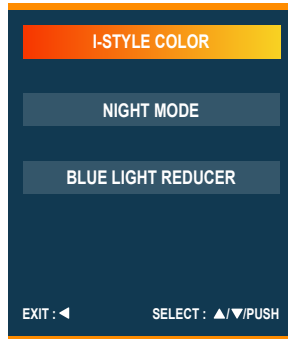 I-STYLE COLOR
NIGHT MODE
BLUE LIGHT REDUCER
EXIT : ◀ SELECT : ▲/▼/PUSH